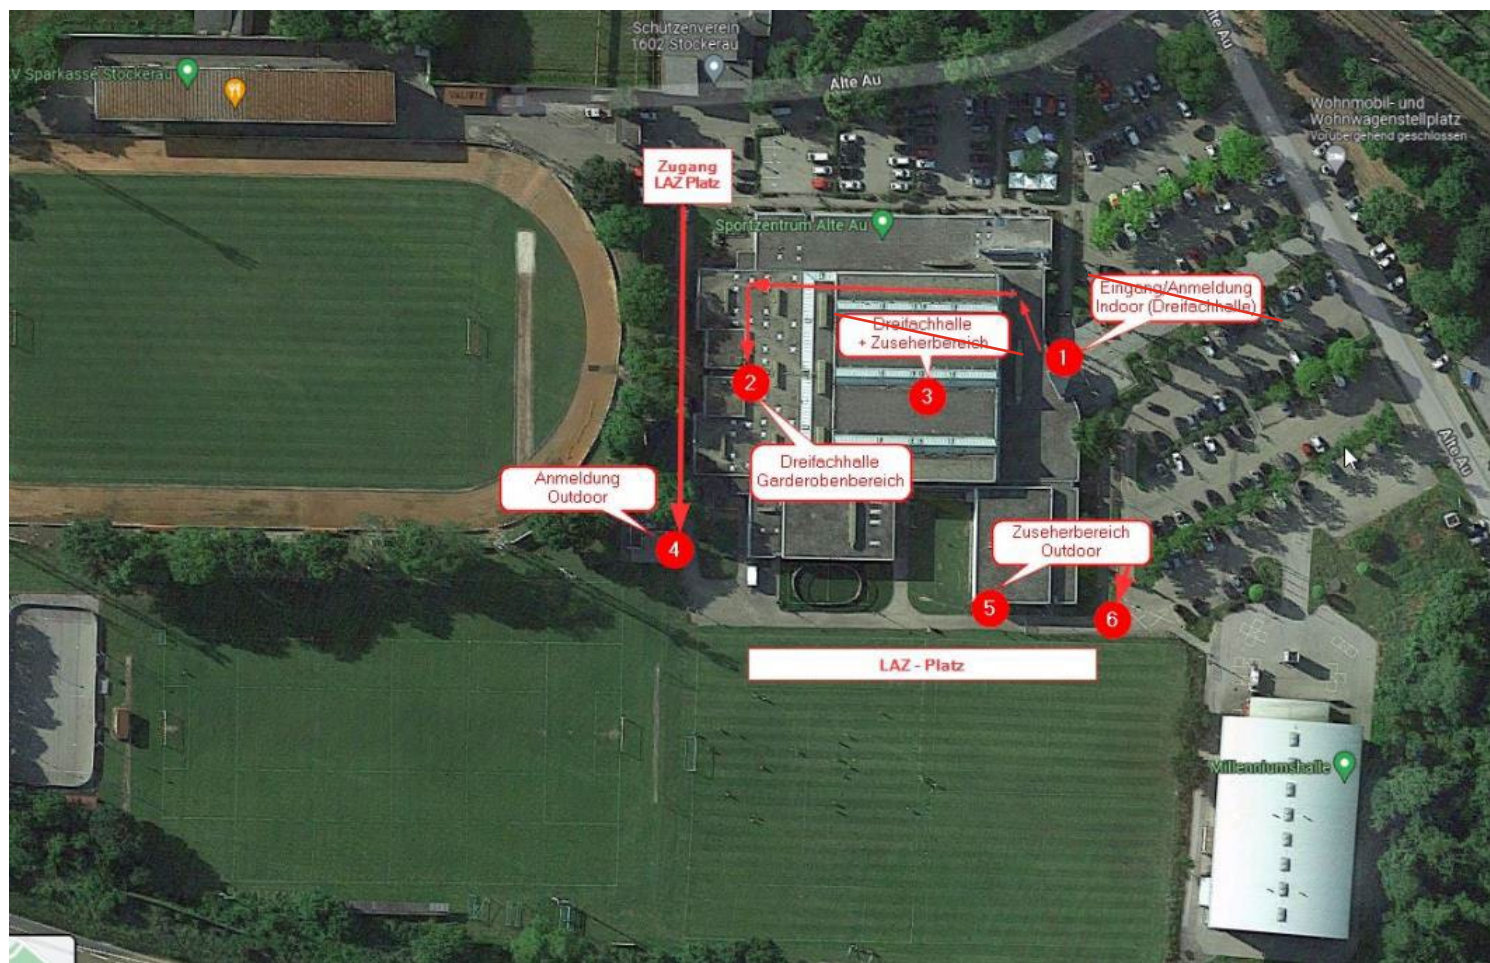 Schützenverein
1602 Stockerau
Alte Au
Alte Au
V Sparkasse Stockerau
Wohnmobil- und
Wohnwagenstellplatz
Vorübergehend geschlossen
Zugang
LAZ Platz
Sportzentrum Alte Au
Eingang/Anmeldung
Indoor (Dreifachhalle)
Dreifachhalle
+ Zuseherbereich
1
2
3
Dreifachhalle
Garderobenbereich
Anmeldung
Outdoor
Alte Au
Zuseherbereich
Outdoor
4
5
6
LAZ - Platz
Millenniumshalle